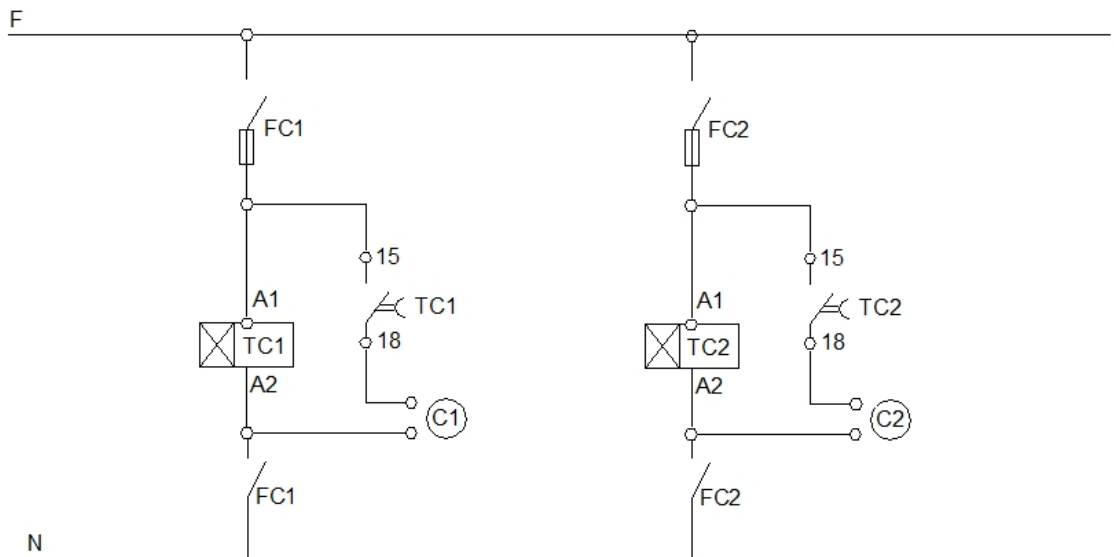 F
FC1 FC2
15 15
A1 TC1 A1 TC2
TC1 18 TC2 18
A2 A2
C1 C2
FC1 FC2
N